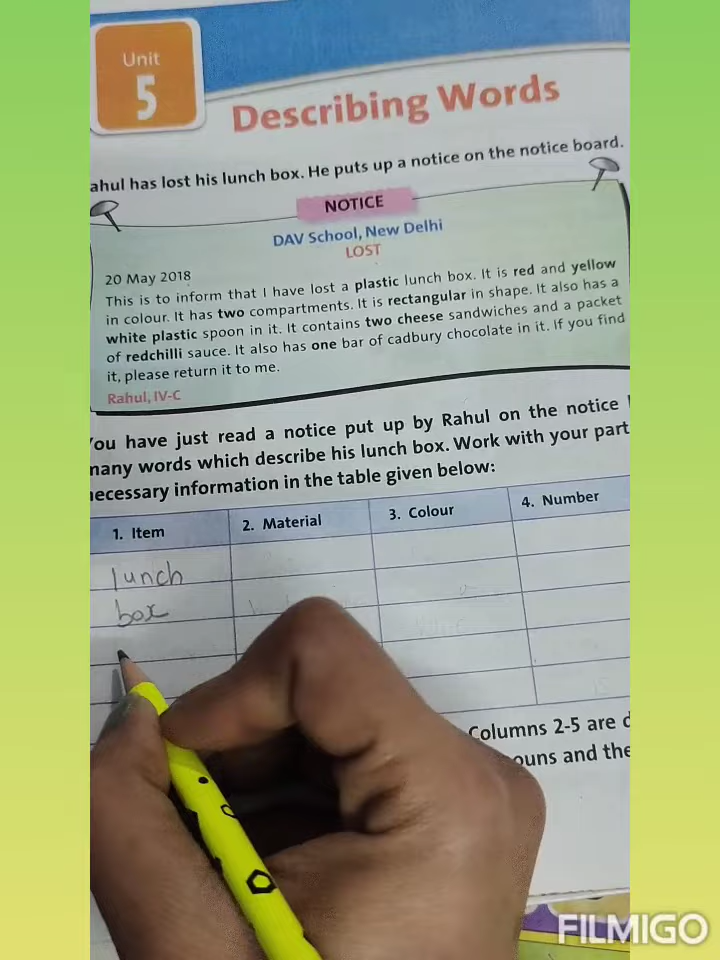 Unit
5
Describing Words
ahul has lost his lunch box. He puts up a notice on the notice board.
NOTICE
DAV School, New Delhi
LOST
20 May 2018
This is to inform that I have lost a plastic lunch box. It is red and yellow
in colour. It has two compartments. It is rectangular in shape. It also has a
white plastic spoon in it. It contains two cheese sandwiches and a packet
of redchilli sauce. It also has one bar of cadbury chocolate in it. If you find
it, please return it to me.
Rahul, IV-C
You have just read a notice put up by Rahul on the notice
many words which describe his lunch box. Work with your part
necessary information in the table given below:
1. Item 2. Material 3. Colour 4. Number
lunch
box
Columns 2-5 are
ouns and the
FILMIGO